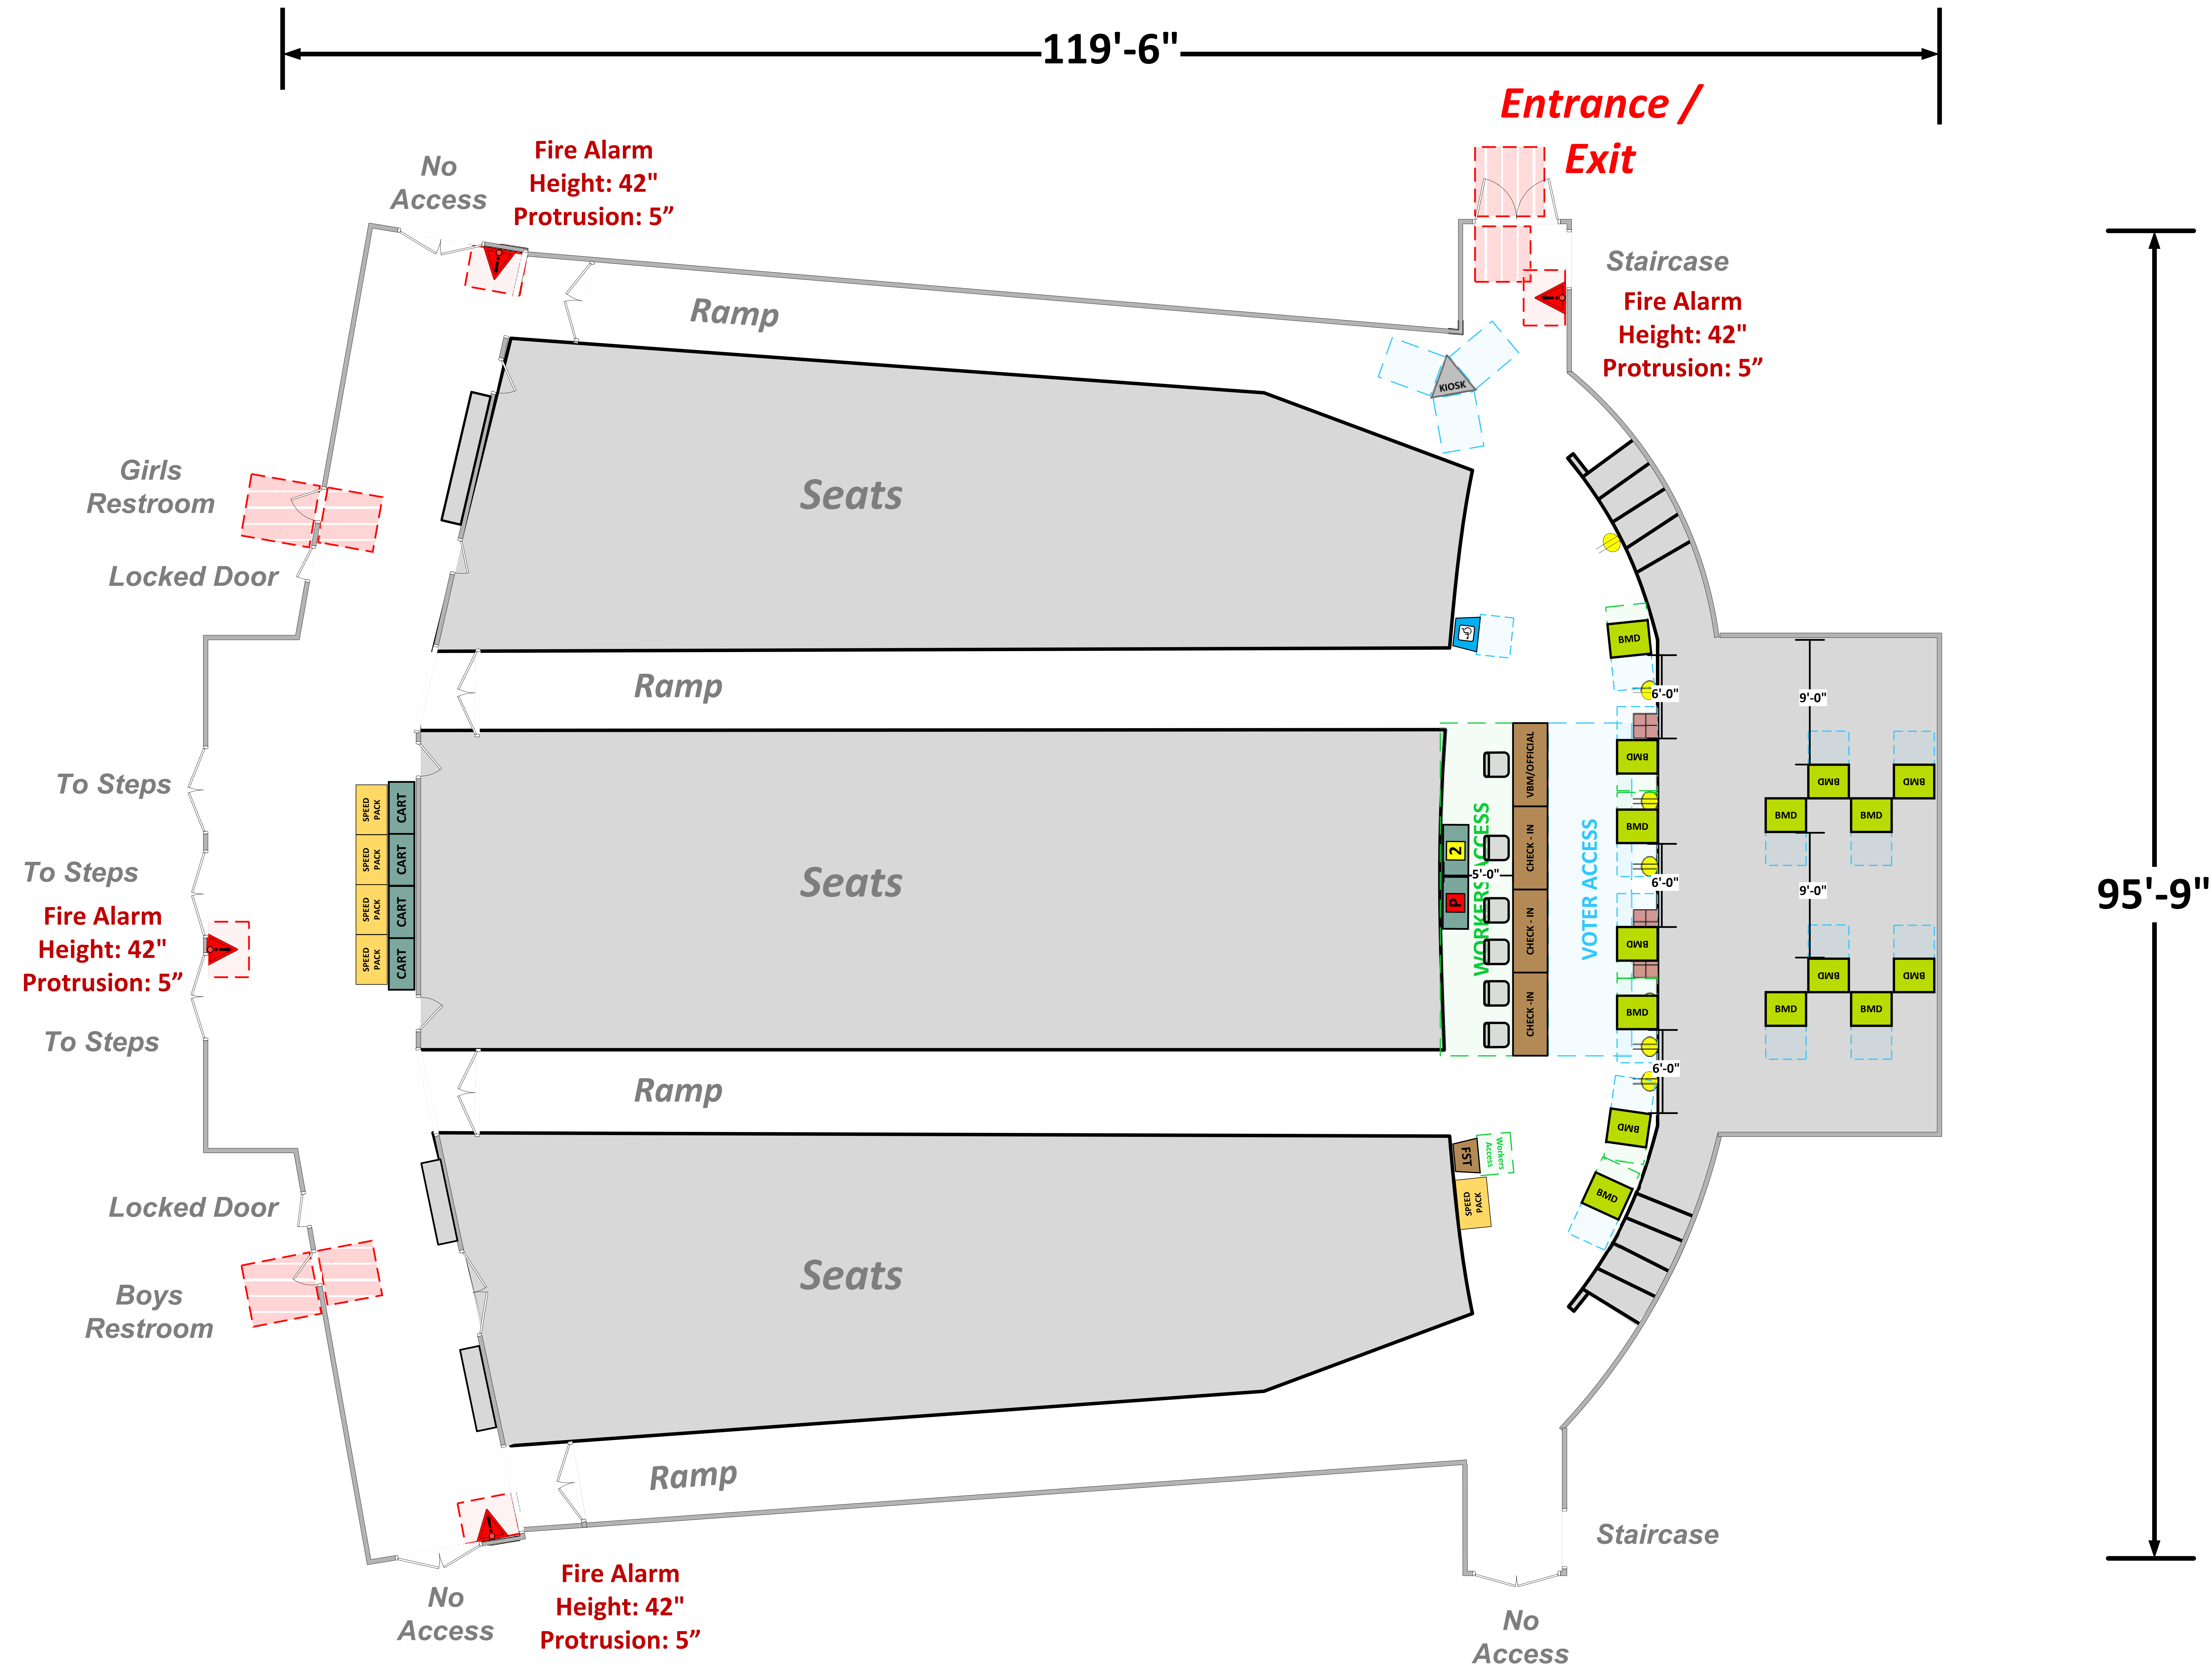 119'-6"
Entrance /
Exit
No
Access
Fire Alarm
Height: 42"
Protrusion: 5”
Staircase
Fire Alarm
Height: 42"
Protrusion: 5”
Ramp
KIOSK
Girls
Restroom
Seats
Locked Door
BMD
Ramp
6'-0"
9'-0"
VBM/OFFICIAL
BMD
To Steps
BMD
BMD
SPEED
PACK
CART
BMD
BMD
BMD
CHECK - IN
2
WORKERS ACCESS
VOTER ACCESS
To Steps
SPEED
PACK
CART
5'-0"
Seats
6'-0"
9'-0"
95'-9"
Fire Alarm
Height: 42"
Protrusion: 5”
SPEED
PACK
CART
P
CHECK - IN
BMD
SPEED
PACK
CART
BMD
BMD
CHECK -IN
BMD
BMD
BMD
To Steps
6'-0"
Ramp
BMD
FST
Workers
Access
BMD
SPEED
PACK
Locked Door
Seats
Boys
Restroom
Ramp
Staircase
Fire Alarm
Height: 42"
Protrusion: 5”
No
Access
No
Access